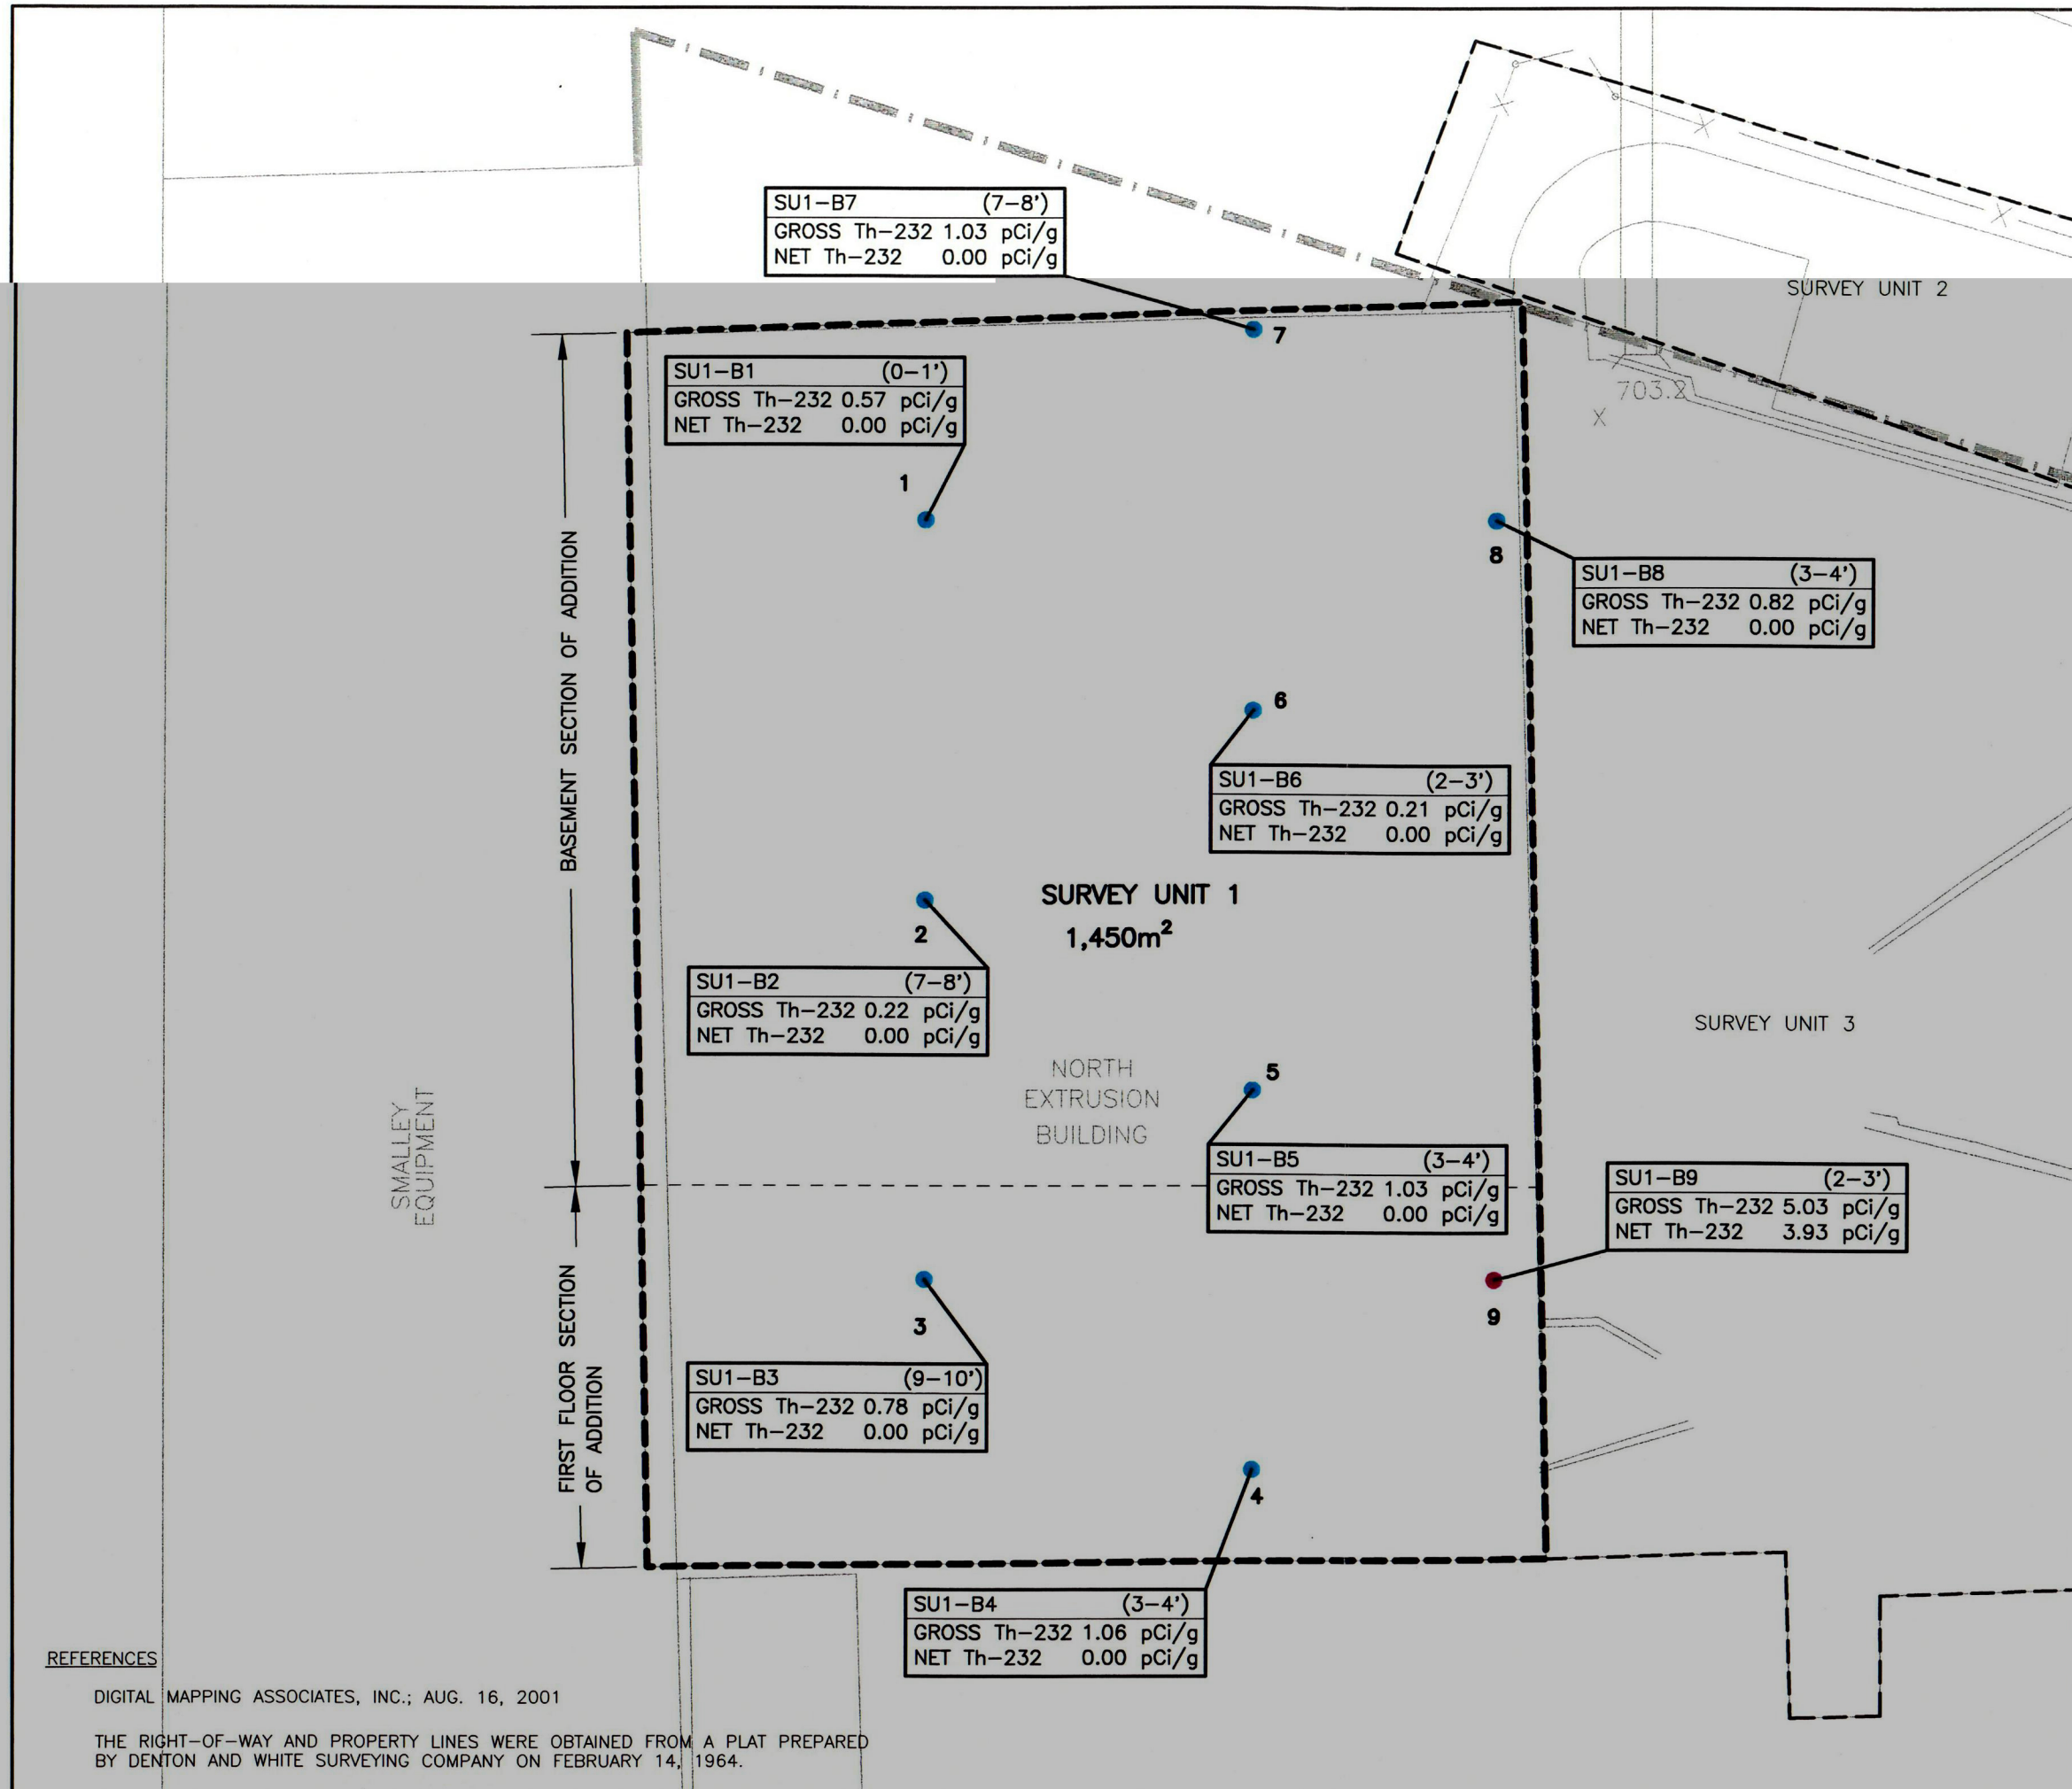 SU1-B7 (7-8')
GROSS Th-232 1.03 pCi/g
NET Th-232 0.00 pCi/g
SURVEY UNIT 2
7
SU1-B1 (0-1')
GROSS Th-232 0.57 pCi/g
NET Th-232 0.00 pCi/g
703.2
X
1
8
BASEMENT SECTION OF ADDITION
SU1-B8 (3-4')
GROSS Th-232 0.82 pCi/g
NET Th-232 0.00 pCi/g
6
SU1-B6 (2-3')
GROSS Th-232 0.21 pCi/g
NET Th-232 0.00 pCi/g
SURVEY UNIT 1
1,450m²
2
SU1-B2 (7-8')
GROSS Th-232 0.22 pCi/g
NET Th-232 0.00 pCi/g
SURVEY UNIT 3
NORTH
EXTRUSION
BUILDING
5
SMALLEY
EQUIPMENT
SU1-B5 (3-4')
GROSS Th-232 1.03 pCi/g
NET Th-232 0.00 pCi/g
SU1-B9 (2-3')
GROSS Th-232 5.03 pCi/g
NET Th-232 3.93 pCi/g
9
FIRST FLOOR SECTION
OF ADDITION
3
SU1-B3 (9-10')
GROSS Th-232 0.78 pCi/g
NET Th-232 0.00 pCi/g
4
SU1-B4 (3-4')
GROSS Th-232 1.06 pCi/g
NET Th-232 0.00 pCi/g
REFERENCES
DIGITAL MAPPING ASSOCIATES, INC.; AUG. 16, 2001
THE RIGHT-OF-WAY AND PROPERTY LINES WERE OBTAINED FROM A PLAT PREPARED
BY DENTON AND WHITE SURVEYING COMPANY ON FEBRUARY 14, 1964.